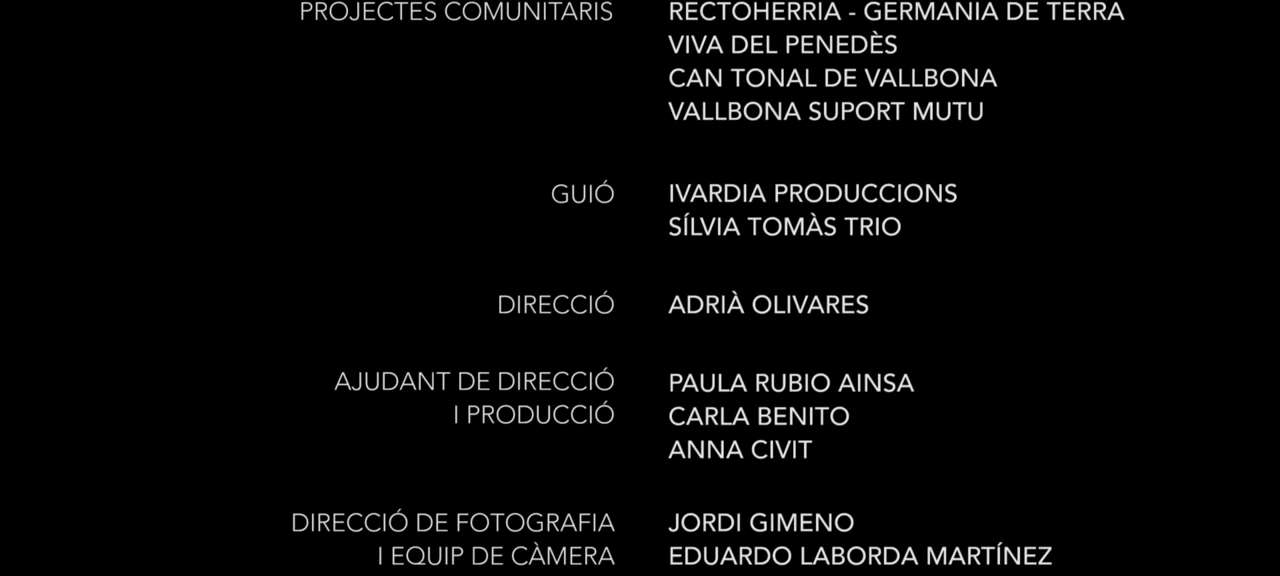 PROJECTES COMUNITARIS RECTOHERRIA - GERMANIA DE TERRA
VIVA DEL PENEDÈS
CAN TONAL DE VALLBONA
VALLBONA SUPORT MUTU
GUIÓ IVARDIA PRODUCCIONS
SÍLVIA TOMÀS TRIO
DIRECCIÓ ADRIÀ OLIVARES
AJUDANT DE DIRECCIÓ PAULA RUBIO AINSA
I PRODUCCIÓ CARLA BENITO
ANNA CIVIT
DIRECCIÓ DE FOTOGRAFIA JORDI GIMENO
I EQUIP DE CÀMERA EDUARDO LABORDA MARTÍNEZ